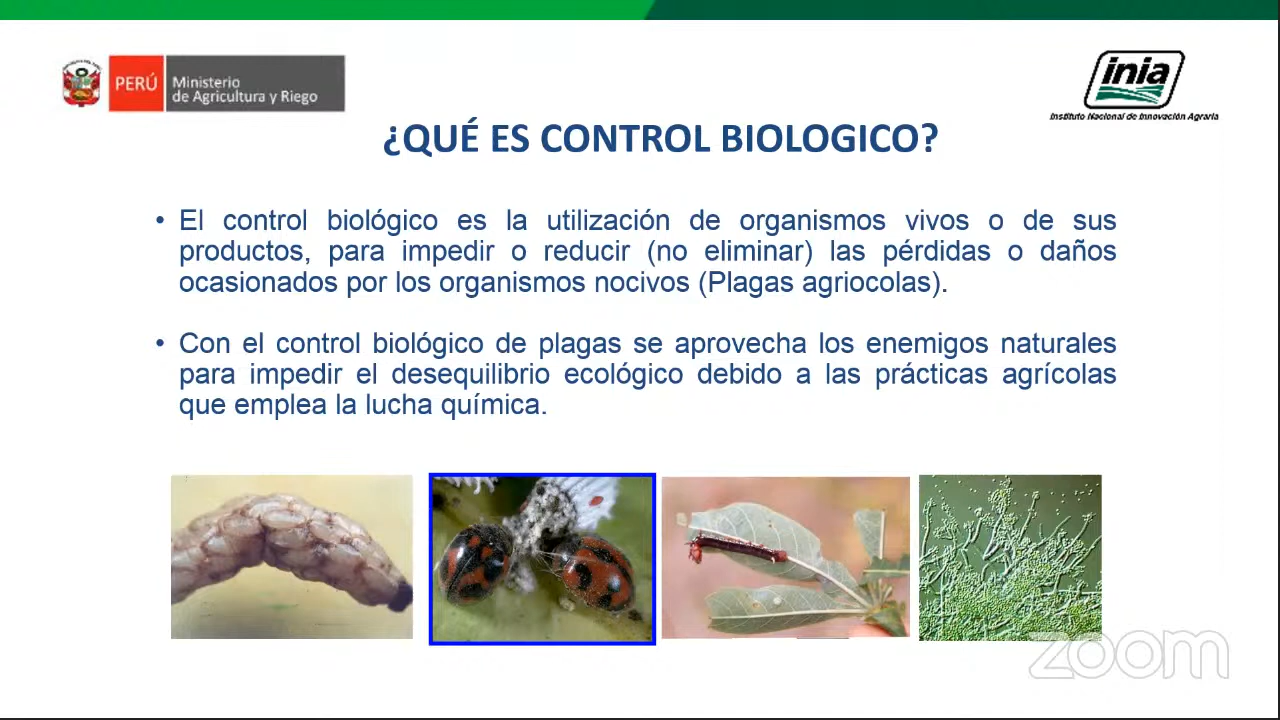 PERÚ
Ministerio
de Agricultura y Riego
inia
Instituto Nacional de Innovación Agraria
¿QUÉ ES CONTROL BIOLOGICO?
• El control biológico es la utilización de organismos vivos o de sus
productos, para impedir o reducir (no eliminar) las pérdidas o daños
ocasionados por los organismos nocivos (Plagas agriocolas).
• Con el control biológico de plagas se aprovecha los enemigos naturales
para impedir el desequilibrio ecológico debido a las prácticas agrícolas
que emplea la lucha química.
zoom